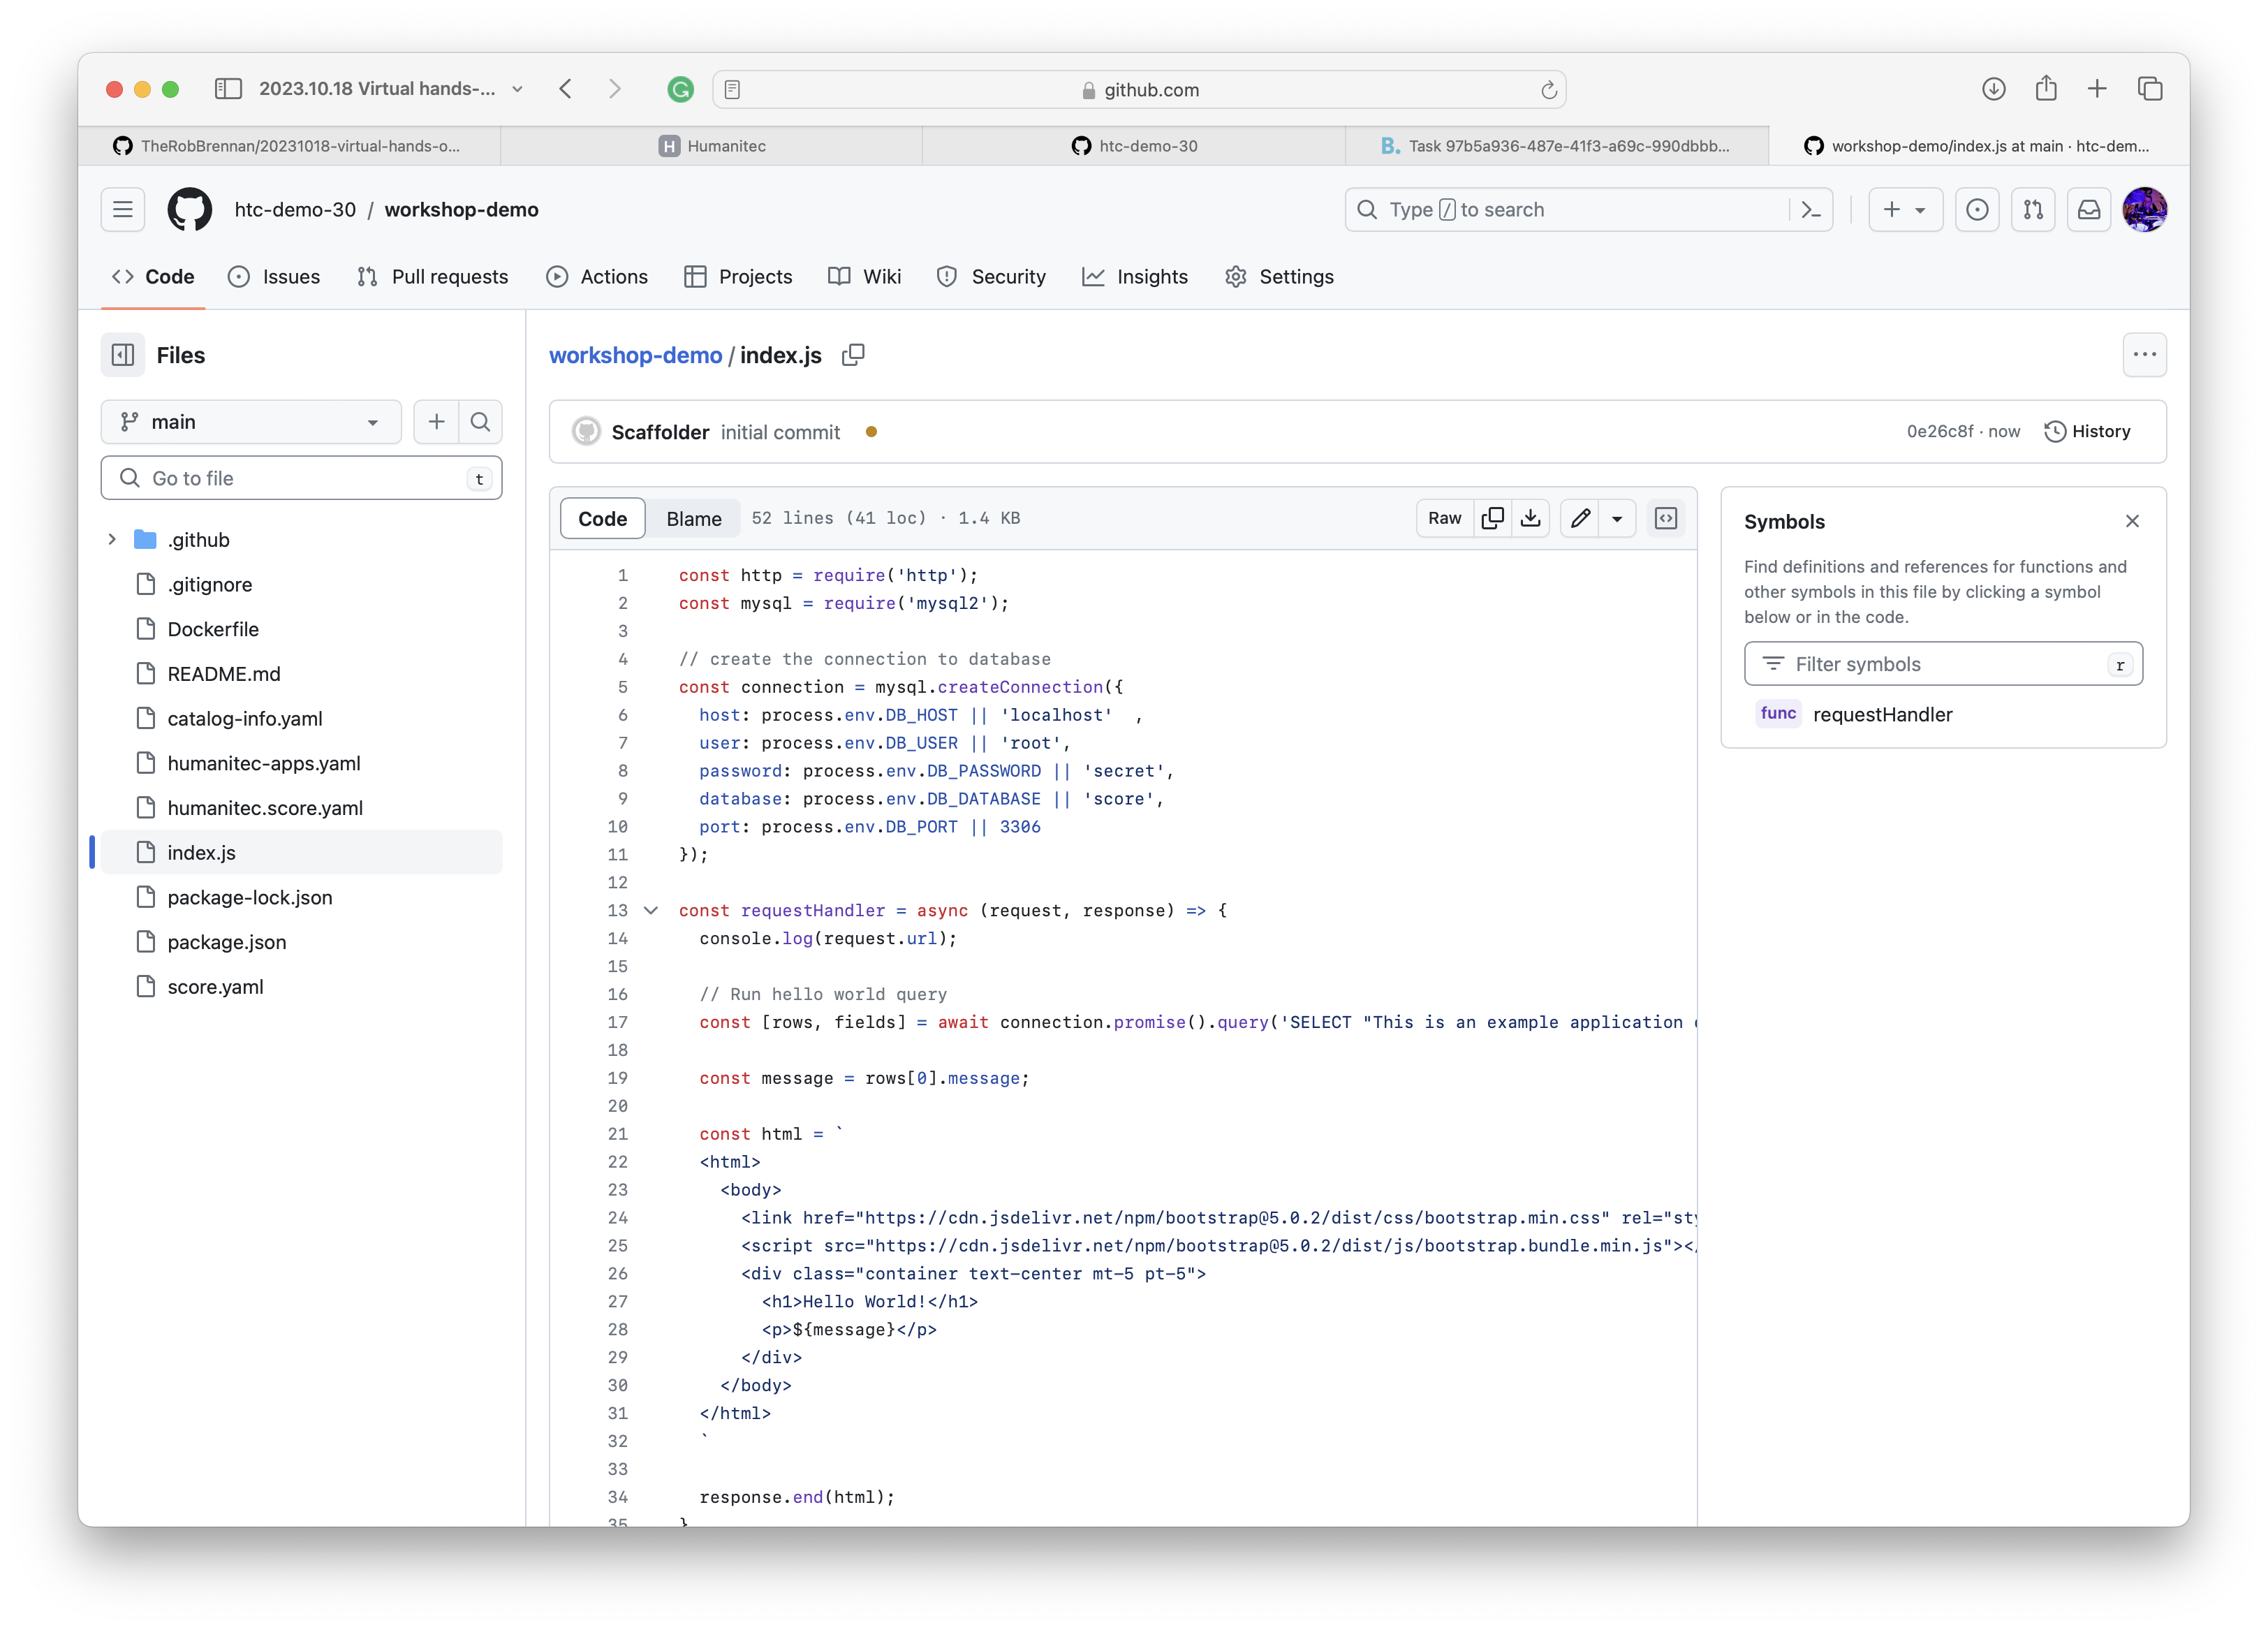 2023.10.18 Virtual hands-...
github.com
TheRobBrennan/20231018-virtual-hands-o...
H Humanitec
htc-demo-30
B. Task 97b5a936-487e-41f3-a69c-990dbbb...
workshop-demo/index.js at main · htc-dem...
htc-demo-30 / workshop-demo
Type / to search
Code
Issues
Pull requests
Actions
Projects
Wiki
Security
Insights
Settings
Files
main
Go to file t
.github
.gitignore
Dockerfile
README.md
catalog-info.yaml
humanitec-apps.yaml
humanitec.score.yaml
index.js
package-lock.json
package.json
score.yaml
workshop-demo / index.js
Scaffolder initial commit
0e26c8f · now History
Code Blame 52 lines (41 loc) · 1.4 KB
Raw
1 const http = require('http');
2 const mysql = require('mysql2');
3
4 // create the connection to database
5 const connection = mysql.createConnection({
6 host: process.env.DB_HOST || 'localhost' ,
7 user: process.env.DB_USER || 'root',
8 password: process.env.DB_PASSWORD || 'secret',
9 database: process.env.DB_DATABASE || 'score',
10 port: process.env.DB_PORT || 3306
11 });
12
13 const requestHandler = async (request, response) => {
14 console.log(request.url);
15
16 // Run hello world query
17 const [rows, fields] = await connection.promise().query('SELECT "This is an example application
18
19 const message = rows[0].message;
20
21 const html = `
22 <html>
23 <body>
24 <link href="https://cdn.jsdelivr.net/npm/bootstrap@5.0.2/dist/css/bootstrap.min.css" rel="sty
25 <script src="https://cdn.jsdelivr.net/npm/bootstrap@5.0.2/dist/js/bootstrap.bundle.min.js"></
26 <div class="container text-center mt-5 pt-5">
27 <h1>Hello World!</h1>
28 <p>${message}</p>
29 </div>
30 </body>
31 </html>
32 `
33
34 response.end(html);
35 }
Symbols
Find definitions and references for functions and
other symbols in this file by clicking a symbol
below or in the code.
Filter symbols r
func requestHandler